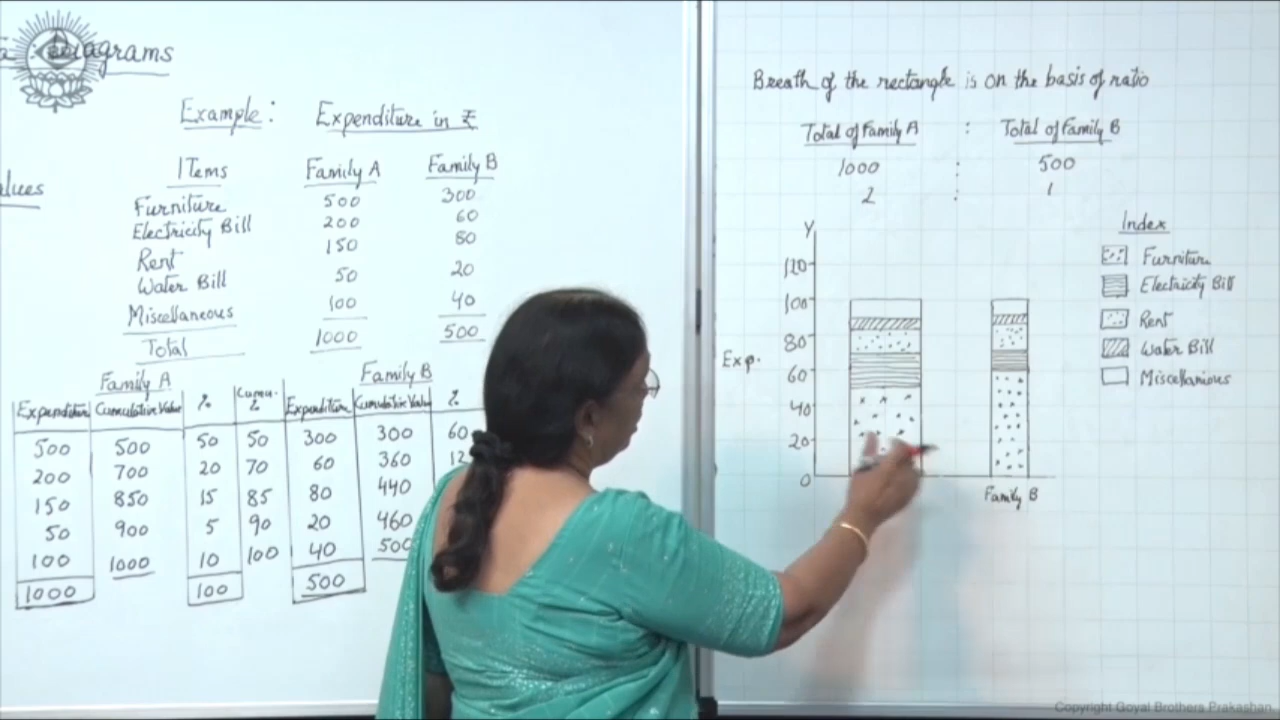 Diagrams
Example : Expenditure in ₹
alues
Items Family A Family B
Furniture 500 300
Electricity Bill 200 60
Rent 150 80
Water Bill 50 20
Miscellaneous 100 40
Total 1000 500
Family A Family B
Expenditure Cumulative Value % Cumu. % Expenditure Cumulative Value %
500 500 50 50 300 300 60
200 700 20 70 60 360 12
150 850 15 85 80 440
50 900 5 90 20 460
100 1000 10 100 40 500
1000 100 500
Breath of the rectangle is on the basis of ratio
Total of Family A : Total of Family B
1000 : 500
2 : 1
Y
Index
120
100
80
60
40
20
0
Exp.
Furniture
Electricity Bill
Rent
Water Bill
Miscellanious
Family B
Copyright Goyal Brothers Prakashan